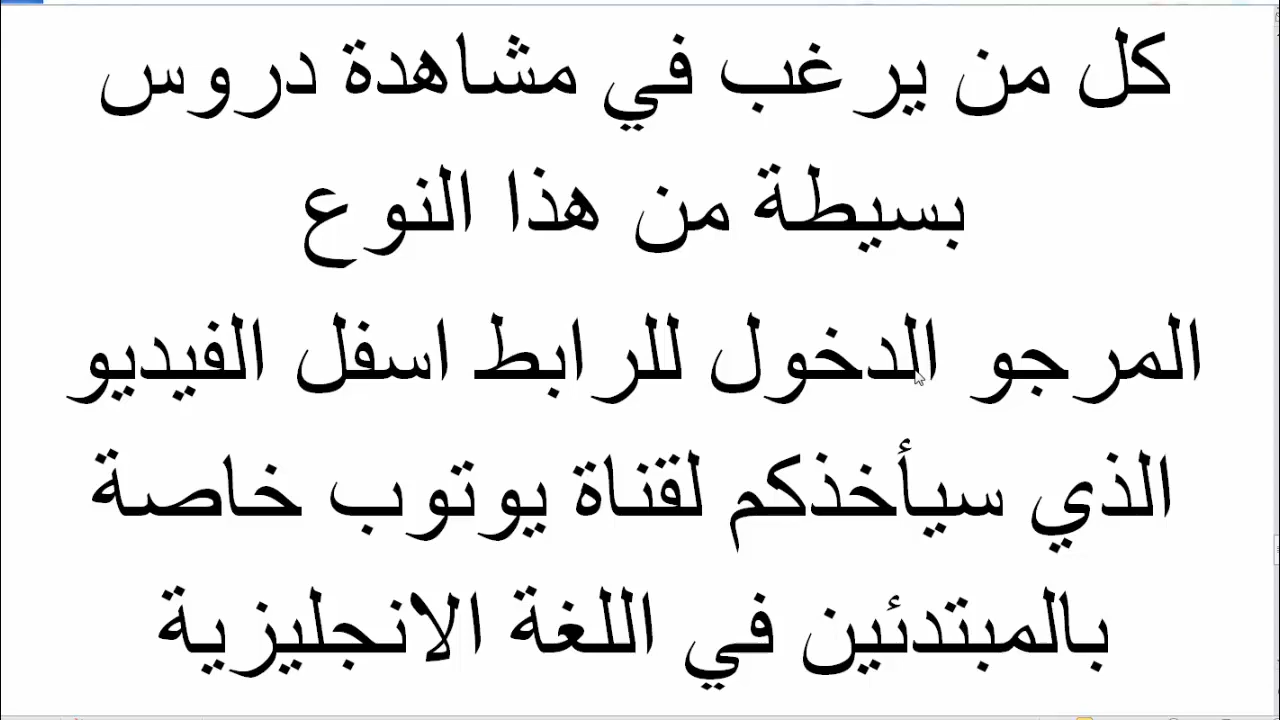 كل من يرغب في مشاهدة دروس
بسيطة من هذا النوع
المرجو الدخول للرابط اسفل الفيديو
الذي سيأخذكم لقناة يوتوب خاصة
بالمبتدئين في اللغة الانجليزية